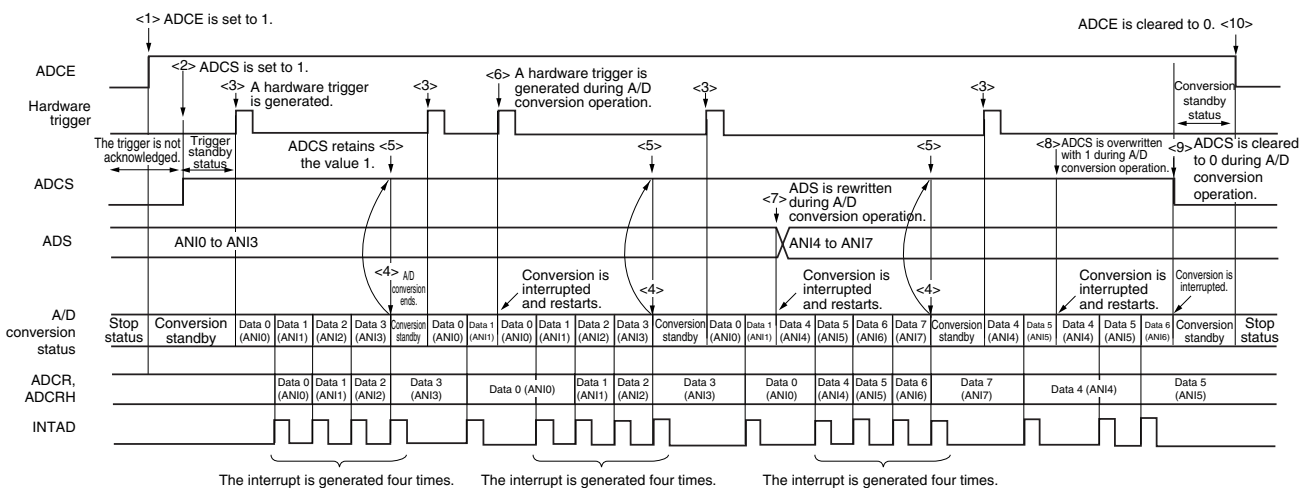 <1> ADCE is set to 1.
ADCE is cleared to 0. <10>
ADCE
<2> ADCS is set to 1.
<3> A hardware trigger
is generated.
<3>
<6> A hardware trigger is
generated during A/D
conversion operation.
<3>
<3>
Conversion
standby
status
Hardware
trigger
The trigger is not
acknowledged.
Trigger
standby
status
ADCS retains <5>
the value 1.
<5>
<5>
<8> ADCS is overwritten
with 1 during A/D
conversion operation.
<9> ADCS is cleared
to 0 during A/D
conversion
operation.
ADCS
<7> ADS is rewritten
during A/D
conversion operation.
ADS
ANI0 to ANI3
ANI4 to ANI7
<4> A/D
conversion
ends.
Conversion is
interrupted
and restarts.
<4>
Conversion is
interrupted
and restarts.
<4>
Conversion is
interrupted
and restarts.
Conversion is
interrupted.
A/D
conversion
status
Stop
status
Conversion
standby
Data 0
(ANI0)
Data 1
(ANI1)
Data 2
(ANI2)
Data 3
(ANI3)
Conversion
standby
Data 0
(ANI0)
Data 1
(ANI1)
Data 0
(ANI0)
Data 1
(ANI1)
Data 2
(ANI2)
Data 3
(ANI3)
Conversion
standby
Data 0
(ANI0)
Data 1
(ANI1)
Data 4
(ANI4)
Data 5
(ANI5)
Data 6
(ANI6)
Data 7
(ANI7)
Conversion
standby
Data 4
(ANI4)
Data 5
(ANI5)
Data 4
(ANI4)
Data 5
(ANI5)
Data 6
(ANI6)
Conversion
standby
Stop
status
ADCR,
ADCRH
Data 0
(ANI0)
Data 1
(ANI1)
Data 2
(ANI2)
Data 3
(ANI3)
Data 0 (ANI0)
Data 1
(ANI1)
Data 2
(ANI2)
Data 3
(ANI3)
Data 0
(ANI0)
Data 4
(ANI4)
Data 5
(ANI5)
Data 6
(ANI6)
Data 7
(ANI7)
Data 4 (ANI4)
Data 5
(ANI5)
INTAD
The interrupt is generated four times.
The interrupt is generated four times.
The interrupt is generated four times.